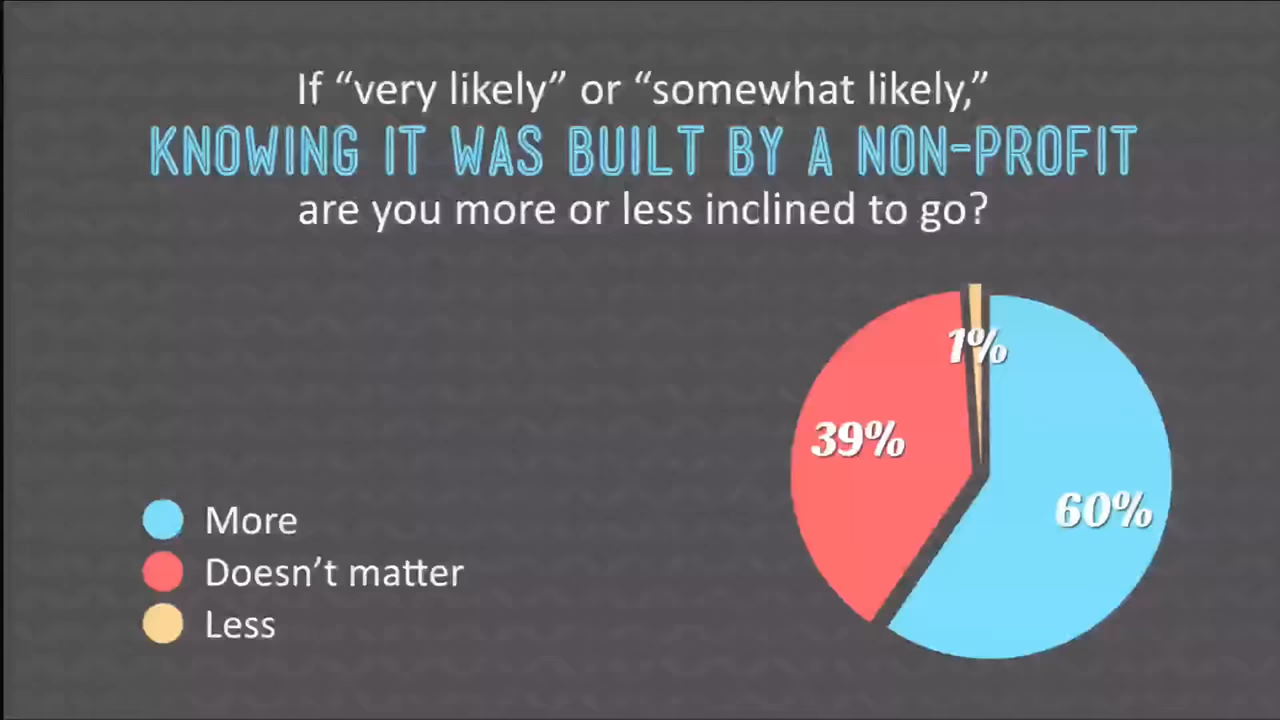 If “very likely” or “somewhat likely,”
KNOWING IT WAS BUILT BY A NON-PROFIT
are you more or less inclined to go?
1%
39%
60%
More
Doesn’t matter
Less